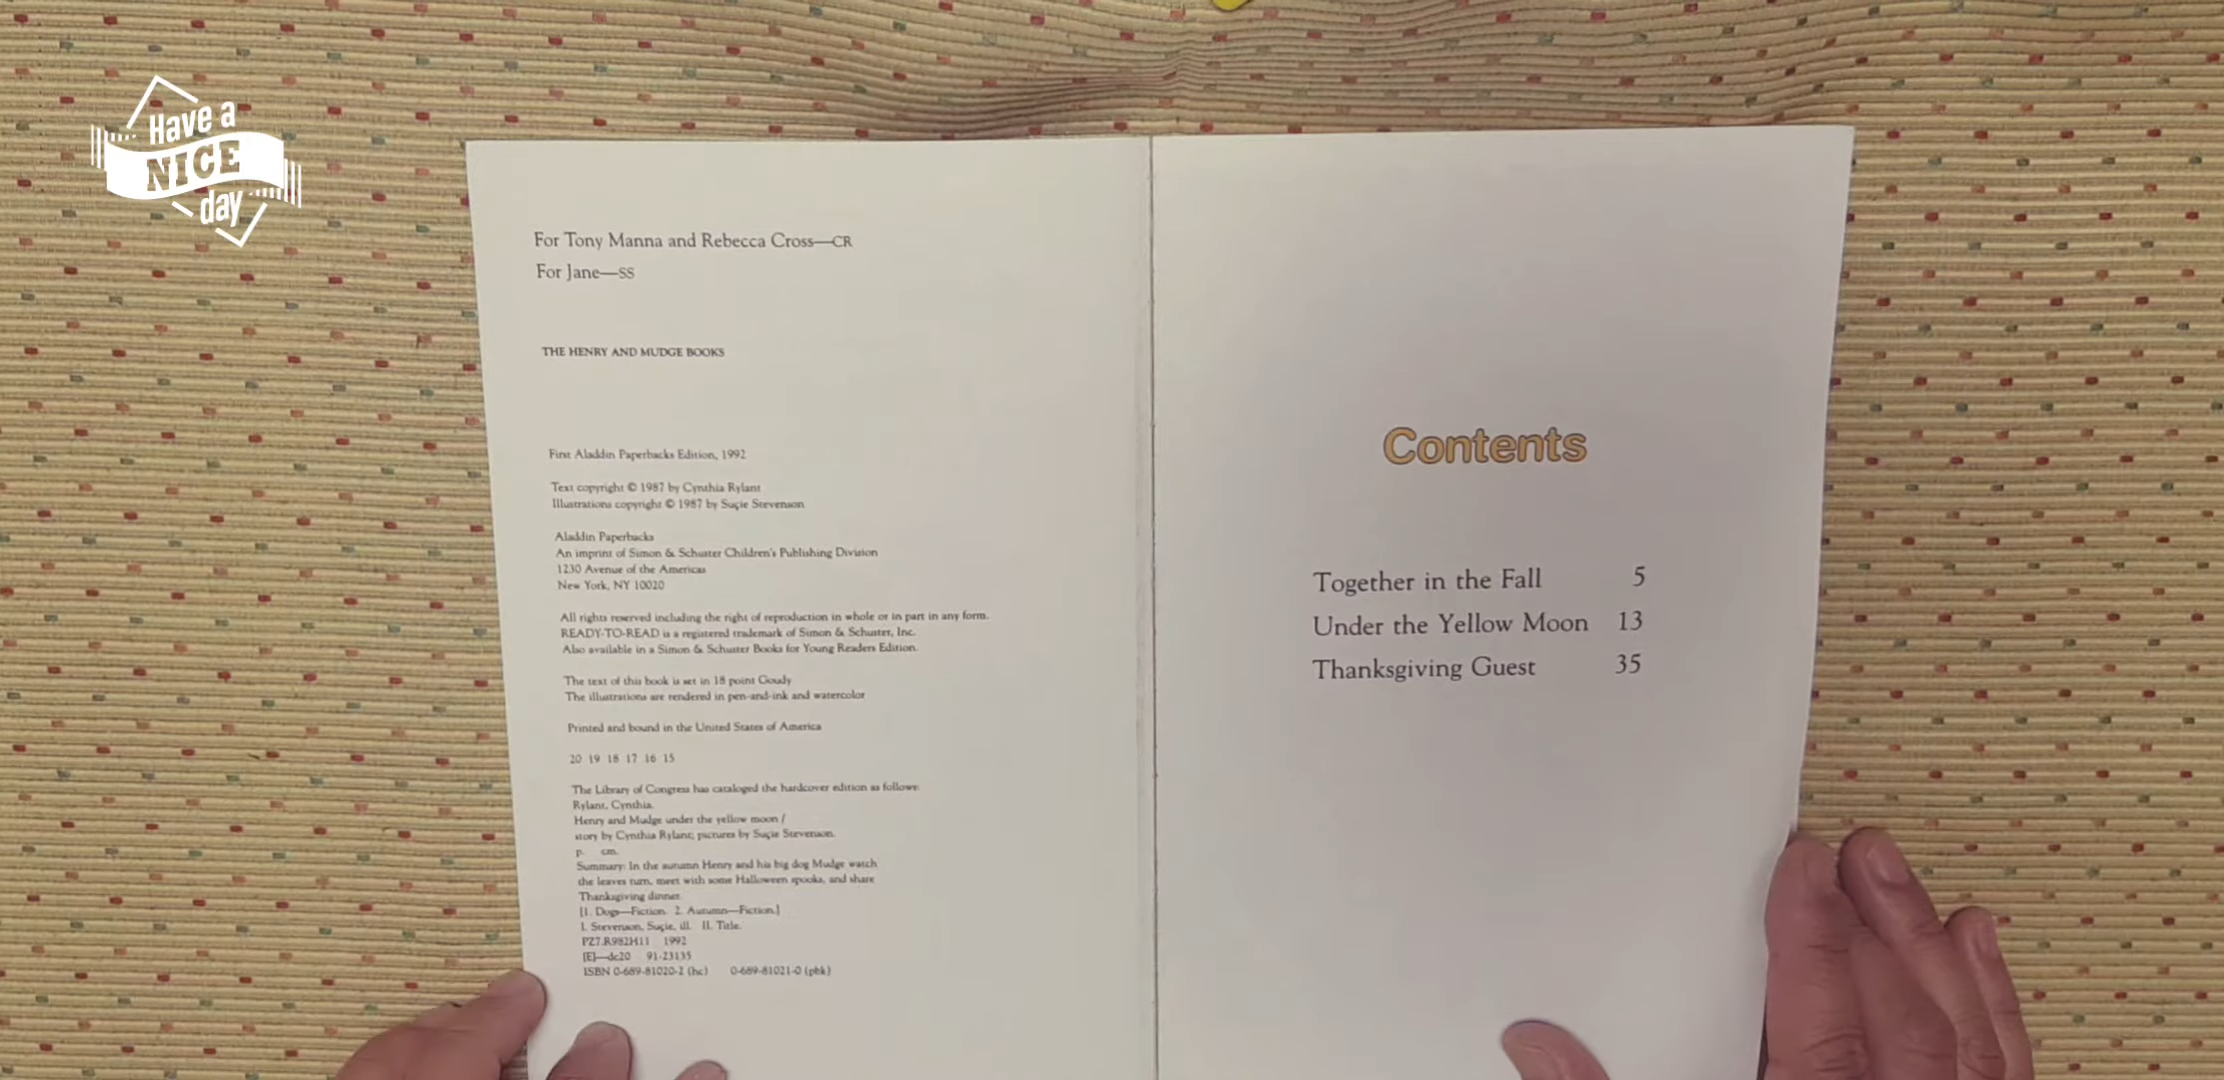 Have a
NICE
day
For Tony Manna and Rebecca Cross—CR
For Jane—SS
THE HENRY AND MUDGE BOOKS
First Aladdin Paperbacks Edition, 1992
Text copyright © 1987 by Cynthia Rylant
Illustrations copyright © 1987 by Suçie Stevenson
Aladdin Paperbacks
An imprint of Simon & Schuster Children's Publishing Division
1230 Avenue of the Americas
New York, NY 10020
All rights reserved including the right of reproduction in whole or in part in any form.
READY-TO-READ is a registered trademark of Simon & Schuster, Inc.
Also available in a Simon & Schuster Books for Young Readers Edition.
The text of this book is set in 18 point Goudy
The illustrations are rendered in pen-and-ink and watercolor
Printed and bound in the United States of America
20 19 18 17 16 15
The Library of Congress has cataloged the hardcover edition as follows:
Rylant, Cynthia.
Henry and Mudge under the yellow moon /
story by Cynthia Rylant; pictures by Suçie Stevenson.
p. cm.
Summary: In the autumn Henry and his big dog Mudge watch
the leaves turn, meet with some Halloween spooks, and share
Thanksgiving dinner.
[1. Dogs—Fiction. 2. Autumn—Fiction.]
I. Stevenson, Suçie, ill. II. Title.
PZ7.R982H11 1992
[E]—dc20 91-23135
ISBN 0-689-81020-2 (hc) 0-689-81021-0 (pbk)
Contents
Together in the Fall 5
Under the Yellow Moon 13
Thanksgiving Guest 35